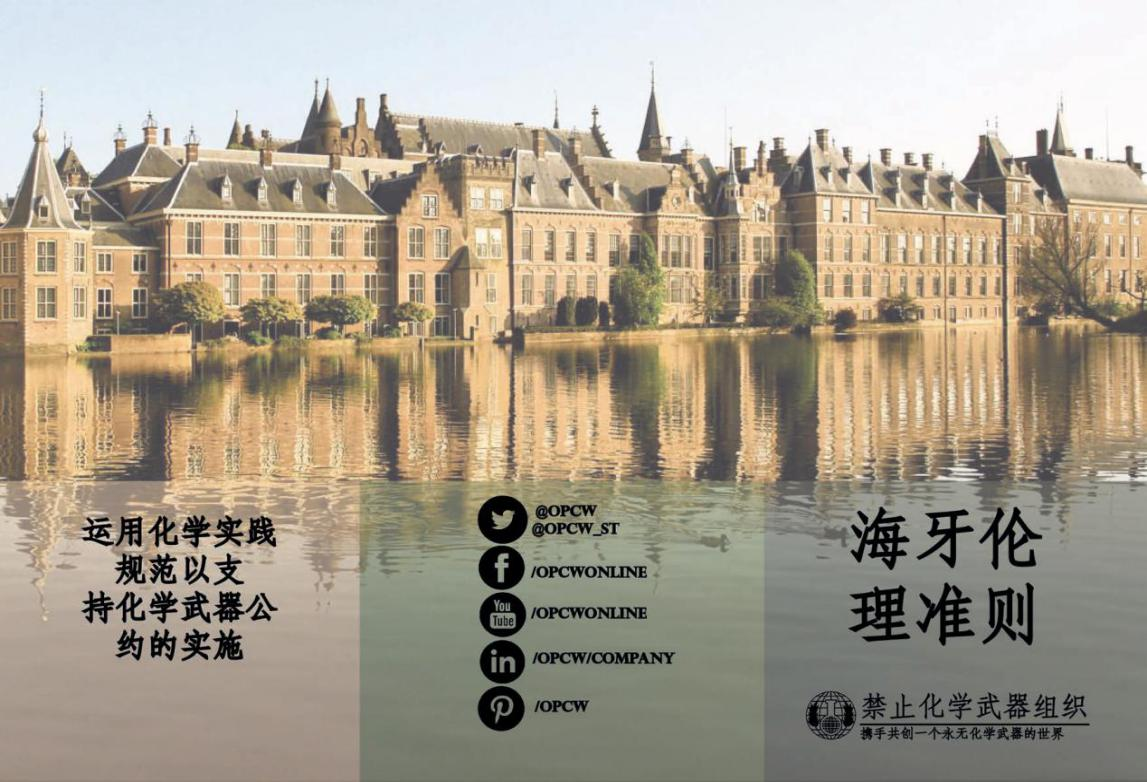 运用化学实践
规范以支
持化学武器公
约的实施
@OPCW
@OPCW_ST
/OPCWONLINE
You
Tube
/OPCWONLINE
in
/OPCW/COMPANY
/OPCW
海牙伦
理准则
禁止化学武器组织
携手共创一个永无化学武器的世界